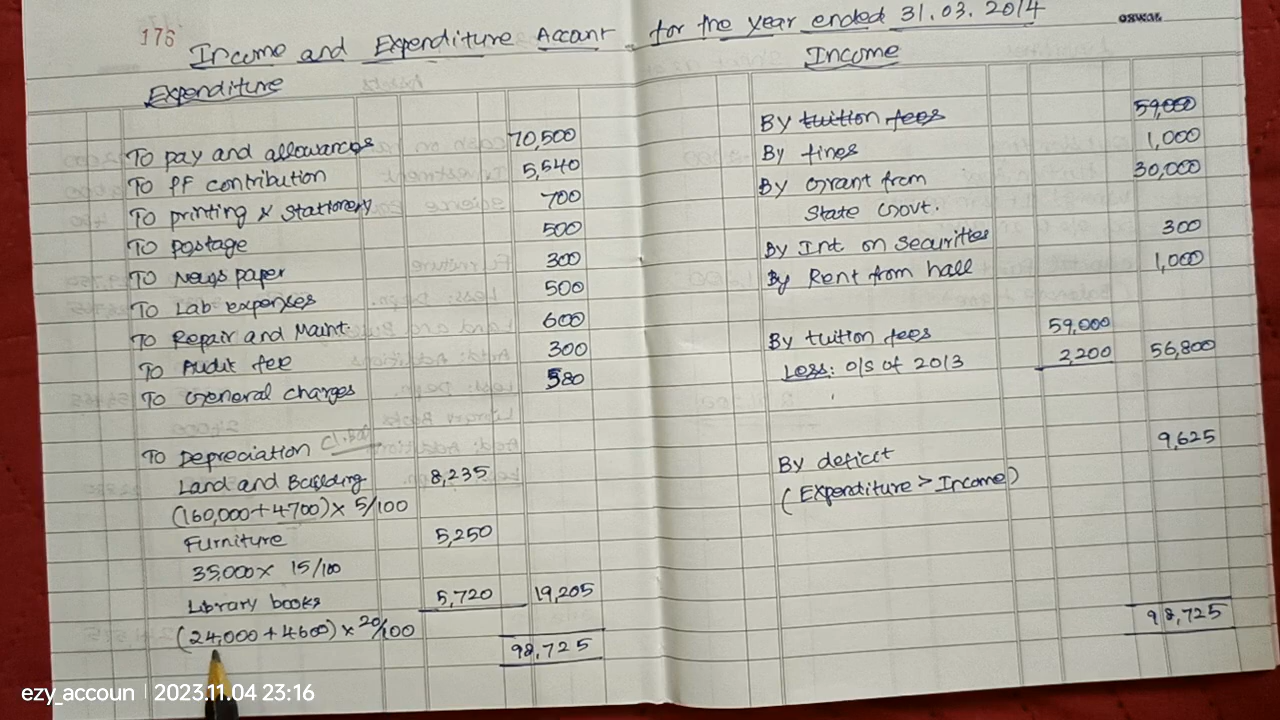 176
Income and Expenditure Accant for the year ended 31.03.2014
OSWAL
Expenditure
Income
To pay and allowances 70,500
To PF contribution 5,540
To printing & stationery 700
To postage 500
To News paper 300
To Lab expenses 500
To Repair and Maint. 600
To Audit fee 300
To General charges 580
To Depreciation Cl.Bal
Land and Building 8,235
(160,000+4700)×5/100
Furniture 5,250
35,000× 15/100
Library books 5,720 19,205
(24,000+4600)×20/100
98,725
By tuition fees 59,000
By fines 1,000
By Grant from 30,000
State Govt.
By Int on Securities 300
By Rent from hall 1,000
By tuition fees 59,000
Less: O/S of 2013 2,200 56,800
By deficit 9,625
(Expenditure > Income)
98,725
ezy_accoun | 2023.11.04 23:16